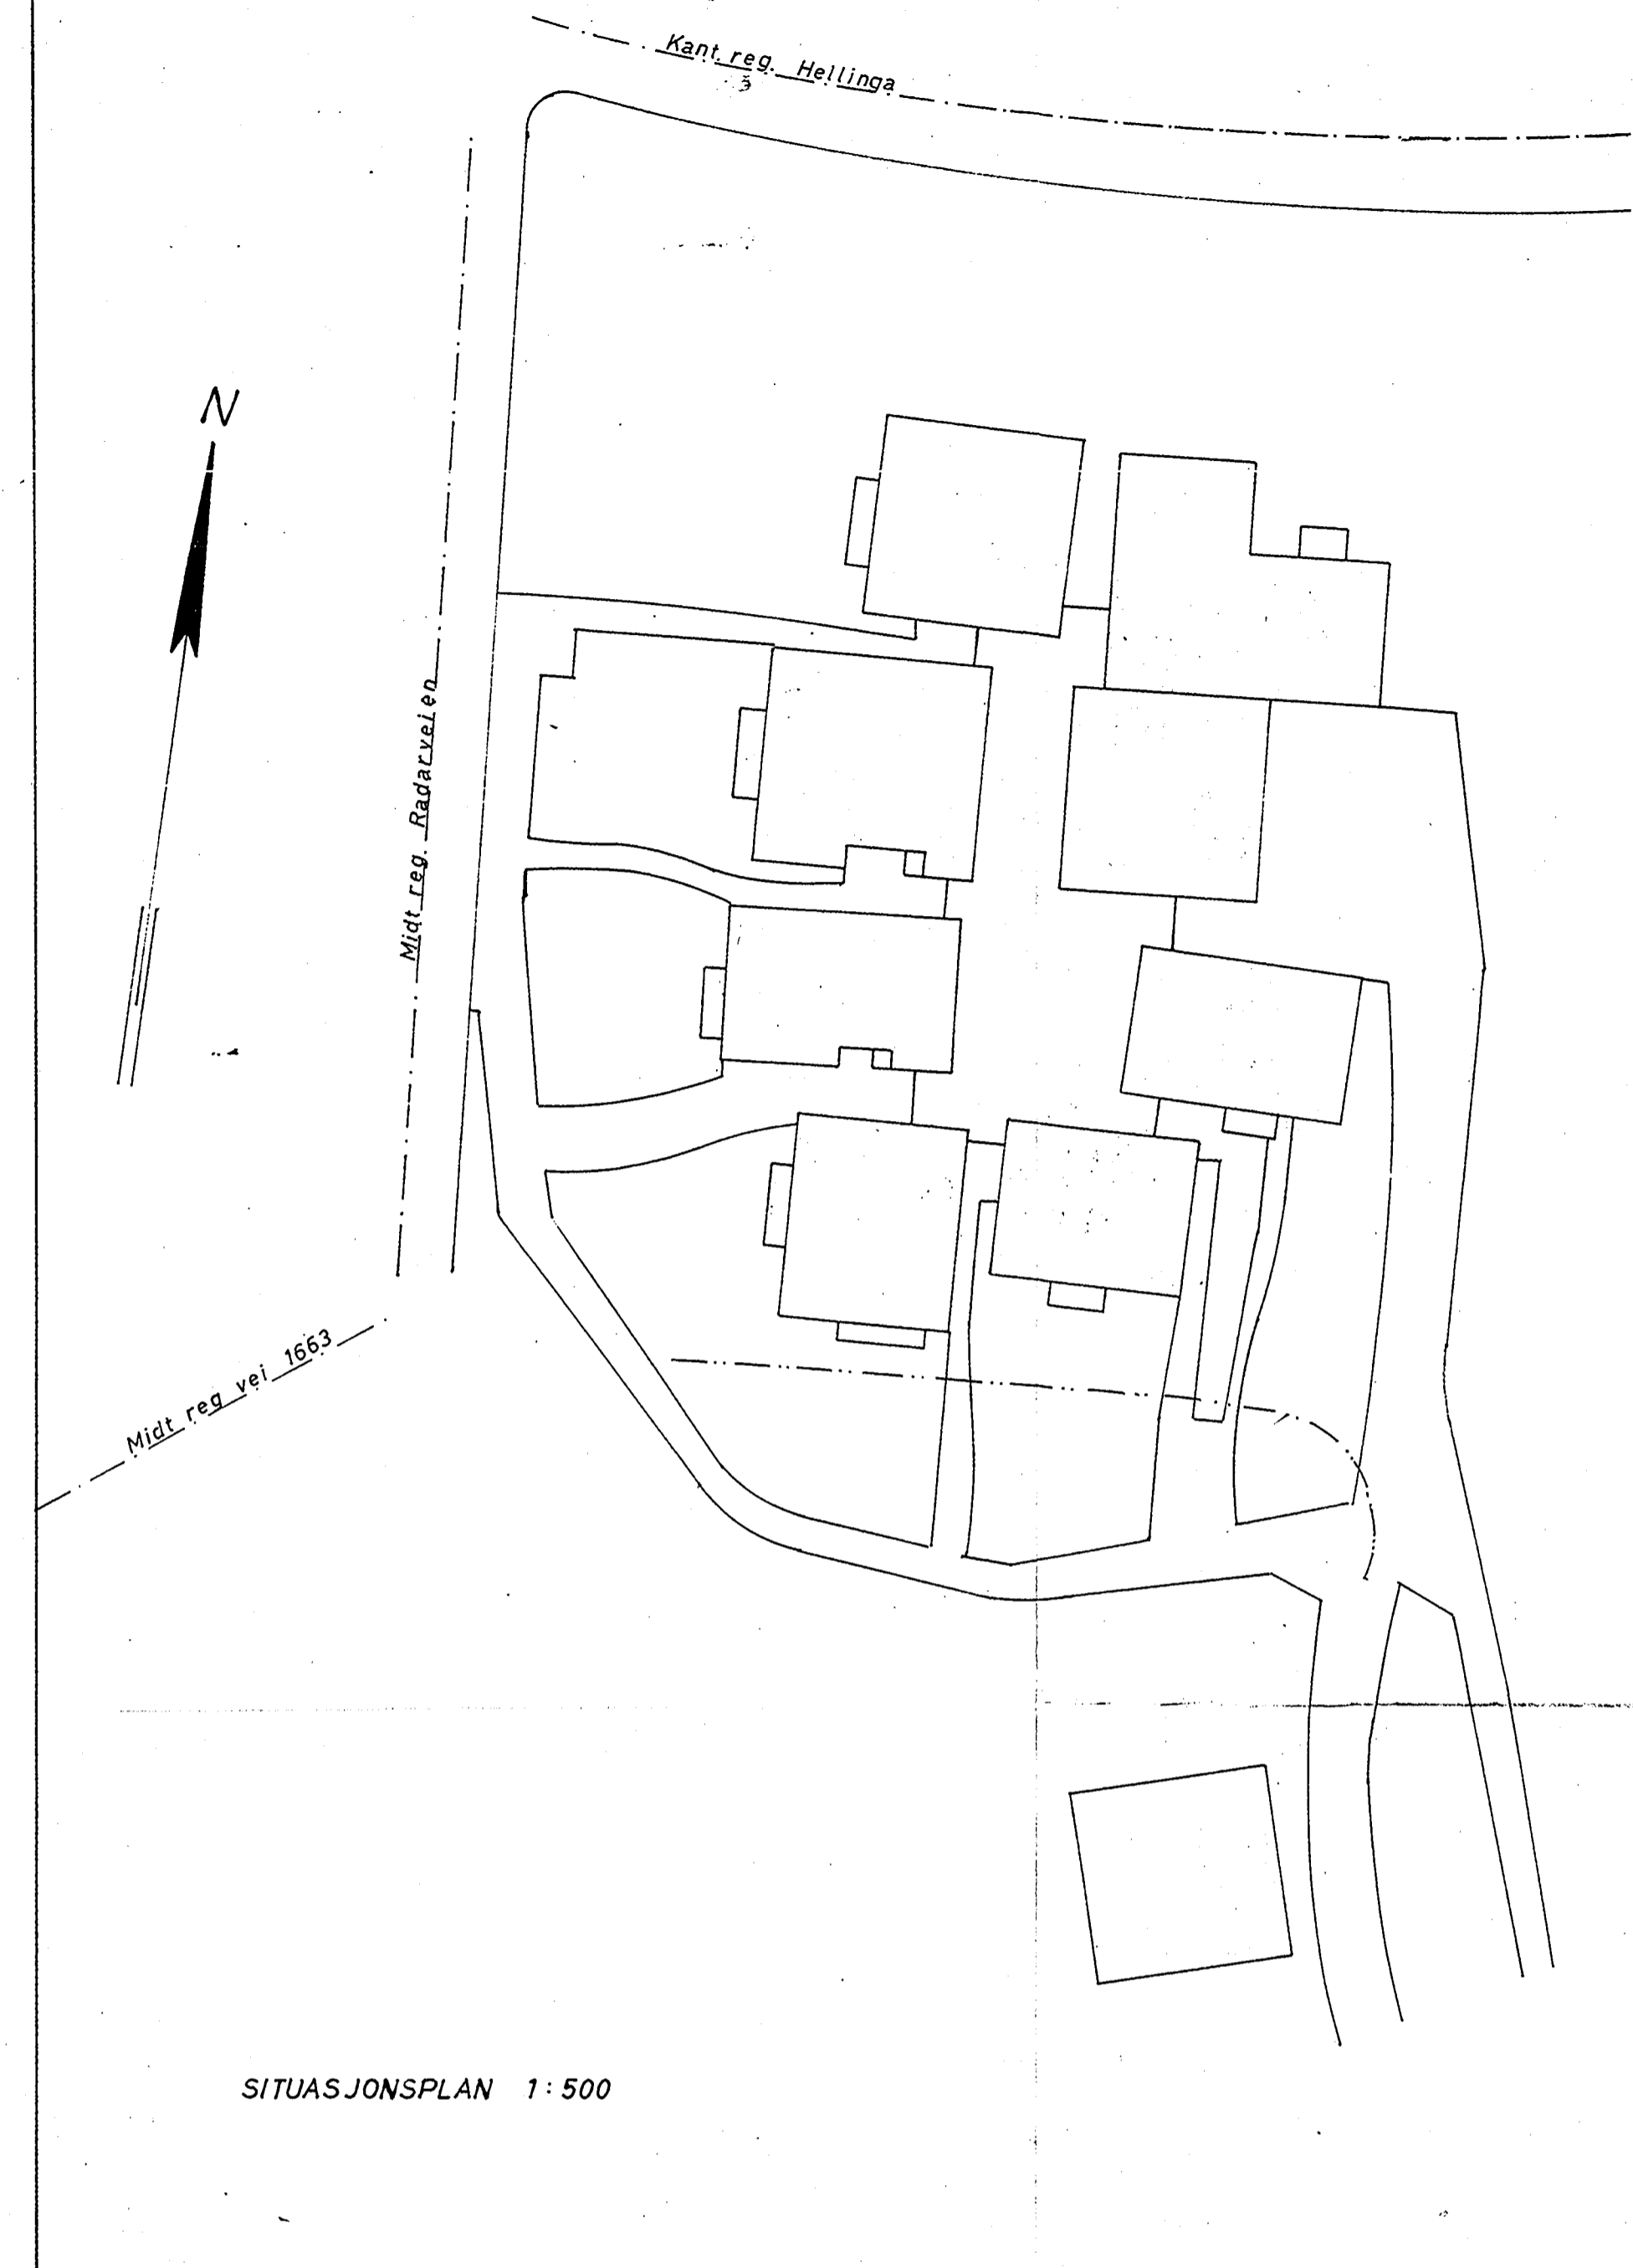 Kant. reg. Hellinga
N
Midt reg. Radarveien
Midt reg vei 1663
SITUASJONSPLAN 1:500